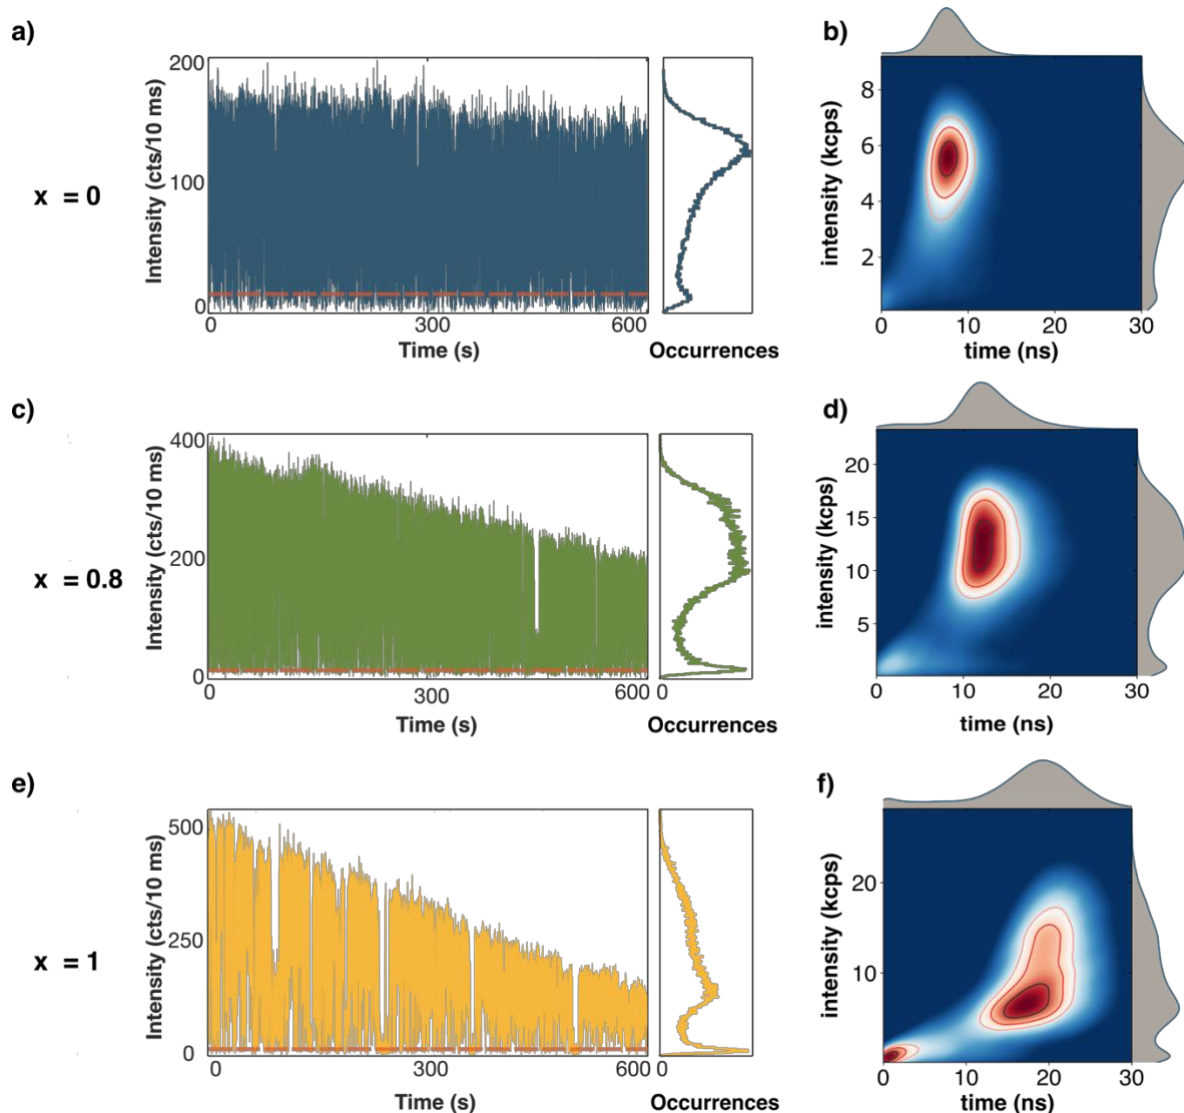 a)
x = 0
Intensity (cts/10 ms)
200
100
0
0 300 600
Time (s)
Occurrences
b)
intensity (kcps)
8
6
4
2
0 10 20 30
time (ns)
c)
x = 0.8
Intensity (cts/10 ms)
400
200
0
0 300 600
Time (s)
0
Occurrences
d)
intensity (kcps)
20
15
10
5
0 10 20 30
time (ns)
e)
x = 1
Intensity (cts/10 ms)
500
250
0
0 300 600
Time (s)
Occurrences
f)
intensity (kcps)
20
10
0 10 20 30
time (ns)